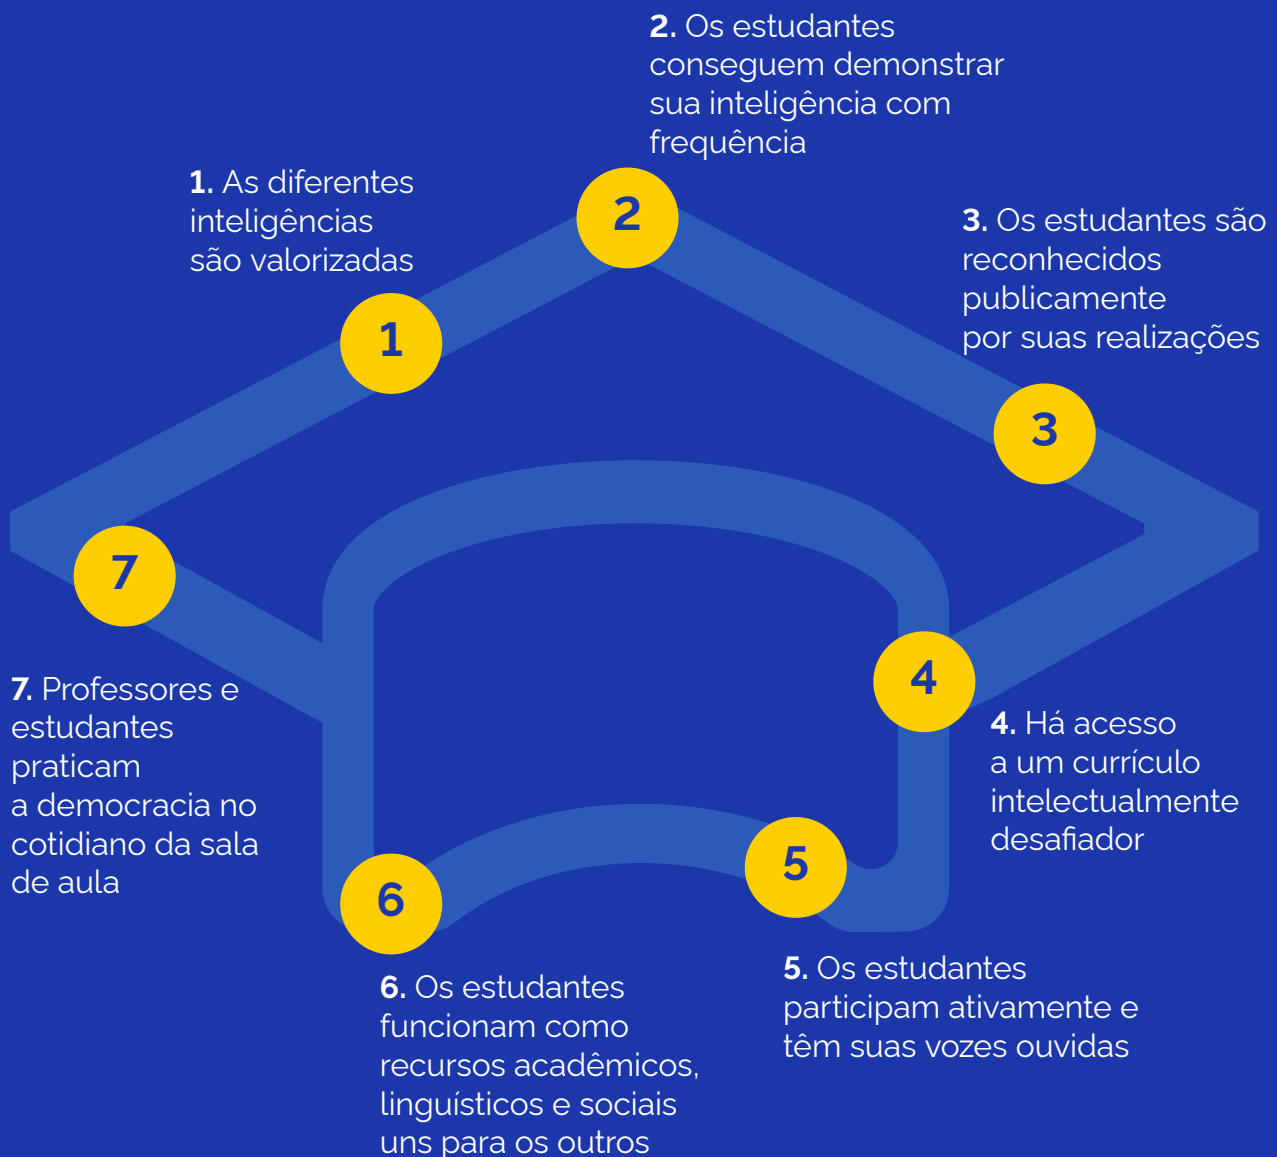 2. Os estudantes
conseguem demonstrar
sua inteligência com
frequência
1. As diferentes
inteligências
são valorizadas
2
3. Os estudantes são
reconhecidos
publicamente
por suas realizações
1
3
7
4
7. Professores e
estudantes
praticam
a democracia no
cotidiano da sala
de aula
4. Há acesso
a um currículo
intelectualmente
desafiador
5
6
5. Os estudantes
participam ativamente e
têm suas vozes ouvidas
6. Os estudantes
funcionam como
recursos acadêmicos,
linguísticos e sociais
uns para os outros